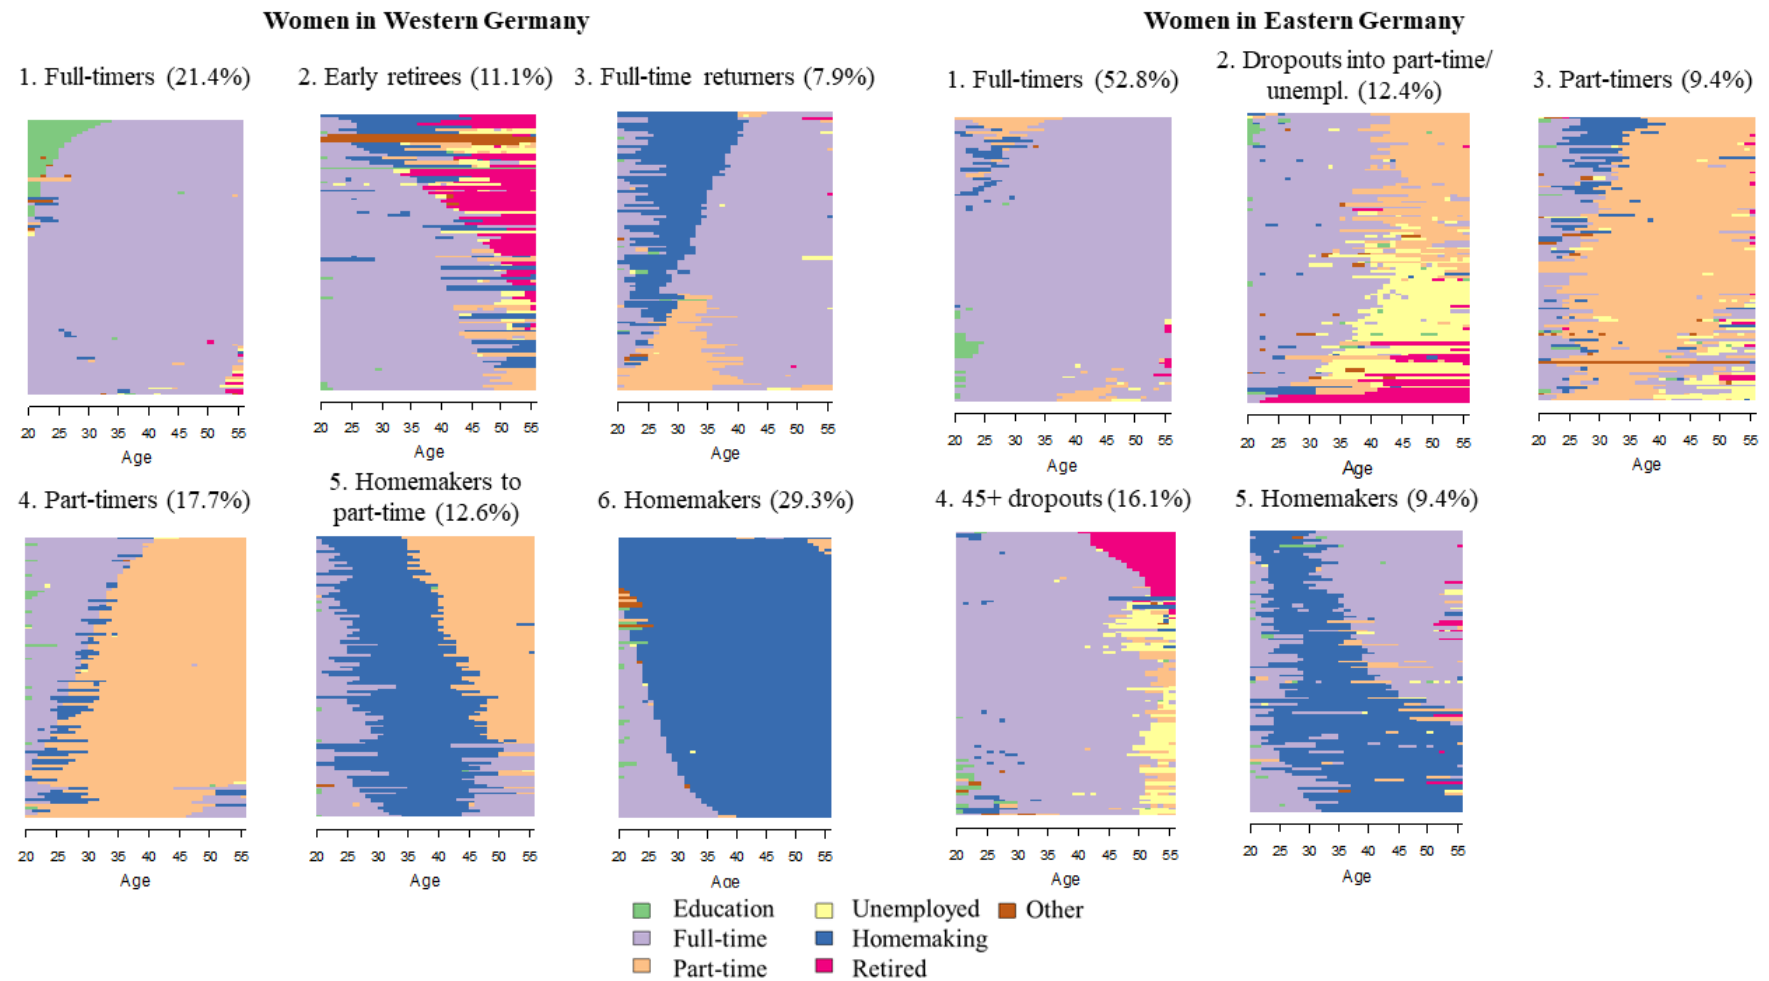 Women in Western Germany
Women in Eastern Germany
1. Full-timers (21.4%)
2. Early retirees (11.1%)
3. Full-time returners (7.9%)
1. Full-timers (52.8%)
2. Dropouts into part-time/
unempl. (12.4%)
3. Part-timers (9.4%)
20 25 30 35 40 45 50 55
Age
20 25 30 35 40 45 50 55
Age
20 25 30 35 40 45 50 55
Age
20 25 30 35 40 45 50 55
Age
20 25 30 35 40 45 50 55
Age
20 25 30 35 40 45 50 55
Age
4. Part-timers (17.7%)
5. Homemakers to
part-time (12.6%)
6. Homemakers (29.3%)
4. 45+ dropouts (16.1%)
5. Homemakers (9.4%)
20 25 30 35 40 45 50 55
Age
20 25 30 35 40 45 50 55
Age
20 25 30 35 40 45 50 55
Age
20 25 30 35 40 45 50 55
Age
20 25 30 35 40 45 50 55
Age
Education
Unemployed
Other
Full-time
Homemaking
Part-time
Retired